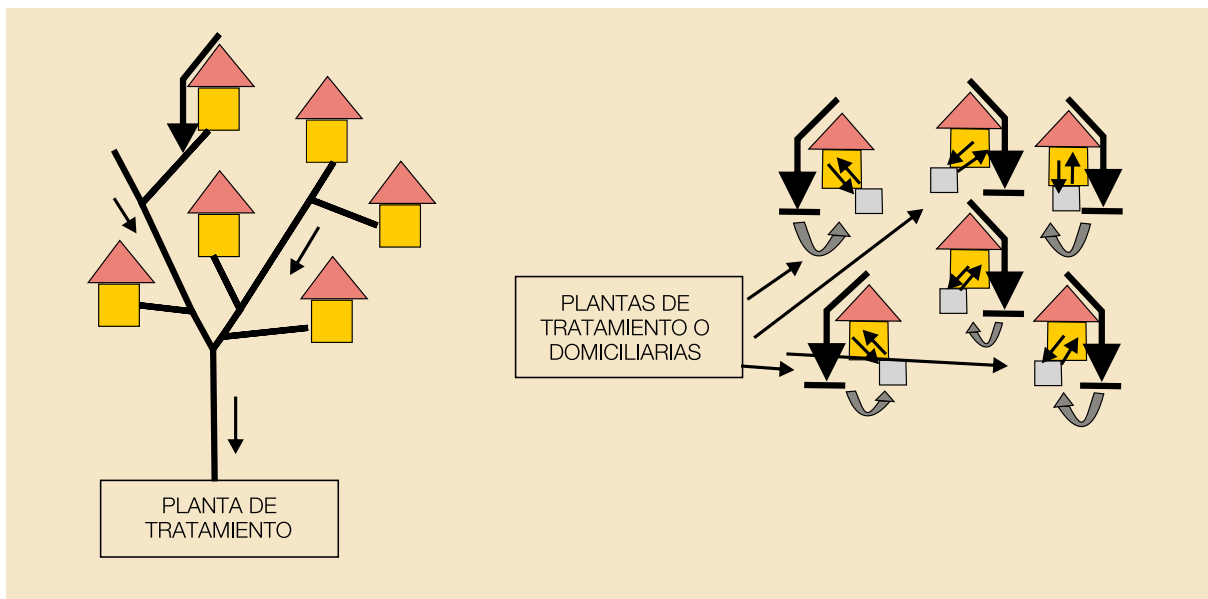 PLANTA DE
TRATAMIENTO
PLANTAS DE
TRATAMIENTO O
DOMICILIARIAS